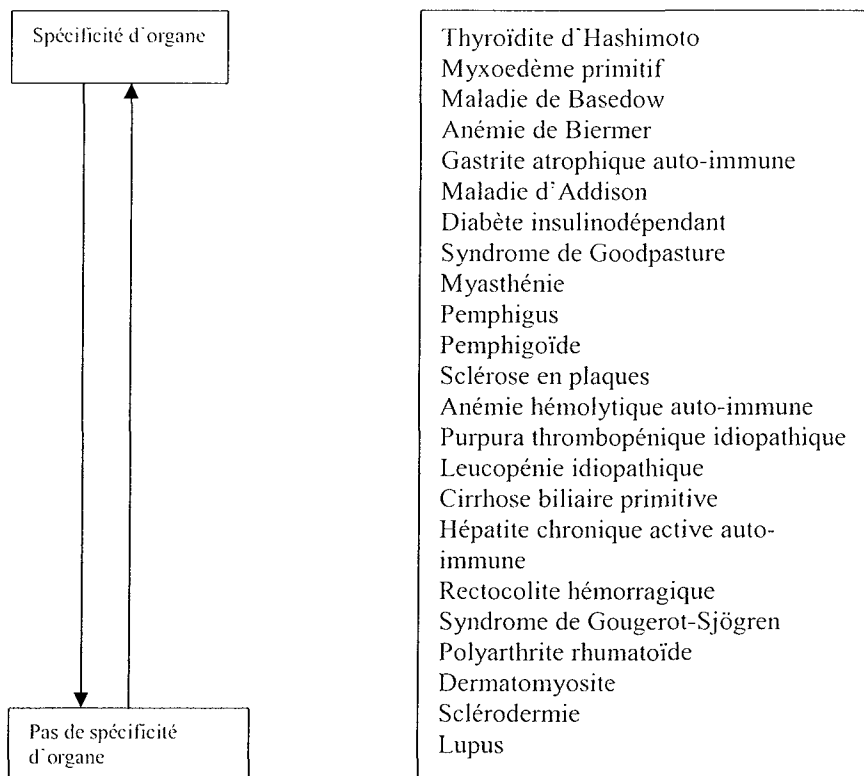 Spécificité d'organe
Thyroïdite d'Hashimoto
Myxoedème primitif
Maladie de Basedow
Anémie de Biermer
Gastrite atrophique auto-immune
Maladie d'Addison
Diabète insulinodépendant
Syndrome de Goodpasture
Myasthénie
Pemphigus
Pemphigoïde
Sclérose en plaques
Anémie hémolytique auto-immune
Purpura thrombopénique idiopathique
Leucopénie idiopathique
Cirrhose biliaire primitive
Hépatite chronique active auto-
immune
Rectocolite hémorragique
Syndrome de Gougerot-Sjögren
Polyarthrite rhumatoïde
Dermatomyosite
Sclérodermie
Lupus
Pas de spécificité
d'organe